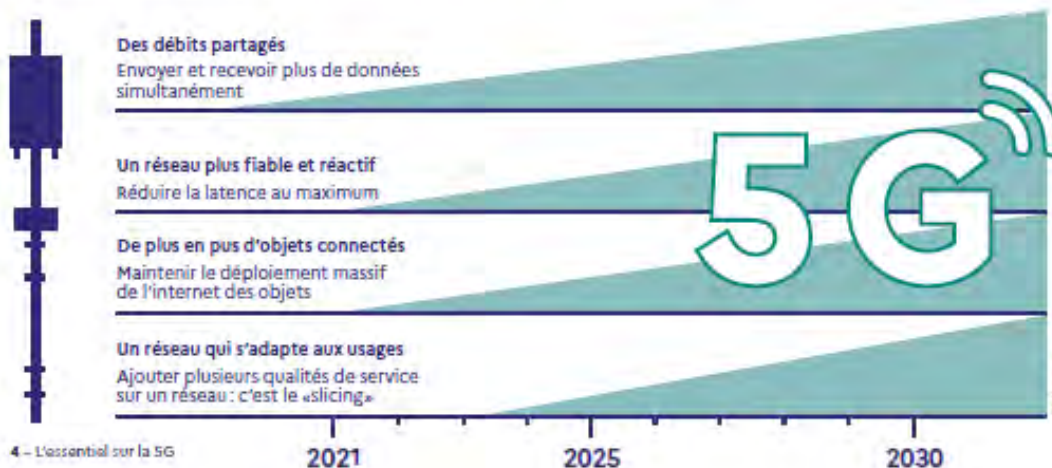 Des débits partagés
Envoyer et recevoir plus de données
simultanément
Un réseau plus fiable et réactif
Réduire la latence au maximum
De plus en pus d'objets connectés
Maintenir le déploiement massif
de l'internet des objets
Un réseau qui s'adapte aux usages
Ajouter plusieurs qualités de service
sur un réseau : c'est le «slicing»
5G
2021 2025 2030
4 – L'essentiel sur la 5G